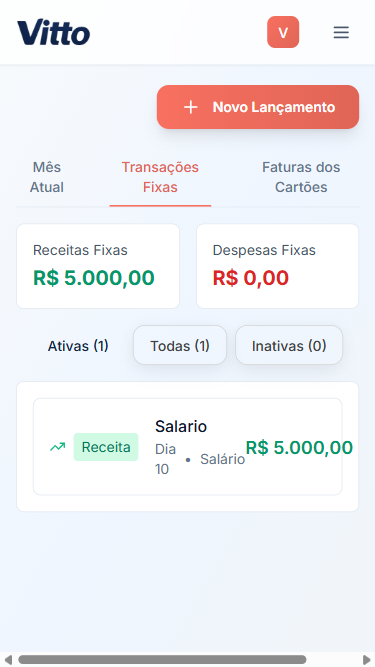 Vitto
V
Novo Lançamento
Mês
Atual
Transações
Fixas
Faturas dos
Cartões
Receitas Fixas
R$ 5.000,00
Despesas Fixas
R$ 0,00
Ativas (1)
Todas (1)
Inativas (0)
Receita
Salario
Dia
10
• Salário
R$ 5.000,00